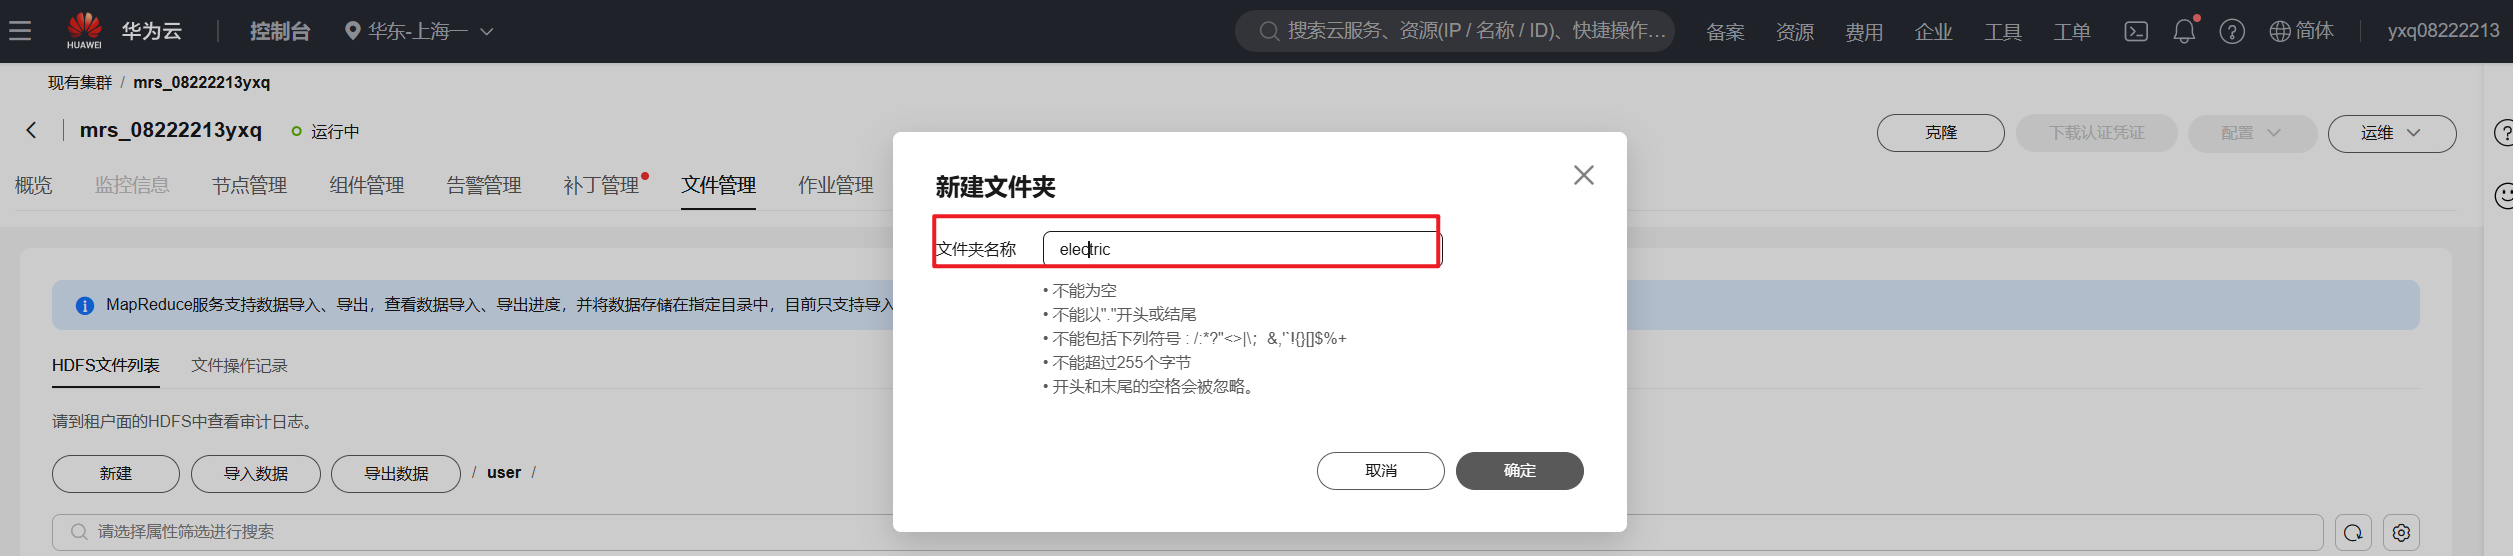 HUAWEI 华为云 控制台 华东-上海一 搜索云服务、资源(IP / 名称 / ID)、快捷操作... 备案 资源 费用 企业 工具 工单 简体 yxq08222213
现有集群 / mrs_08222213yxq
mrs_08222213yxq 运行中 克隆 下载认证凭证 配置 运维
概览 监控信息 节点管理 组件管理 告警管理 补丁管理 文件管理 作业管理
新建文件夹
文件夹名称 electric
• 不能为空
• 不能以"."开头或结尾
• 不能包括下列符号 : /:*?"<>|\；&,'`!{}[]$%+
• 不能超过255个字节
• 开头和末尾的空格会被忽略。
取消 确定
MapReduce服务支持数据导入、导出，查看数据导入、导出进度，并将数据存储在指定目录中，目前只支持导入
HDFS文件列表 文件操作记录
请到租户面的HDFS中查看审计日志。
新建 导入数据 导出数据 / user /
请选择属性筛选进行搜索